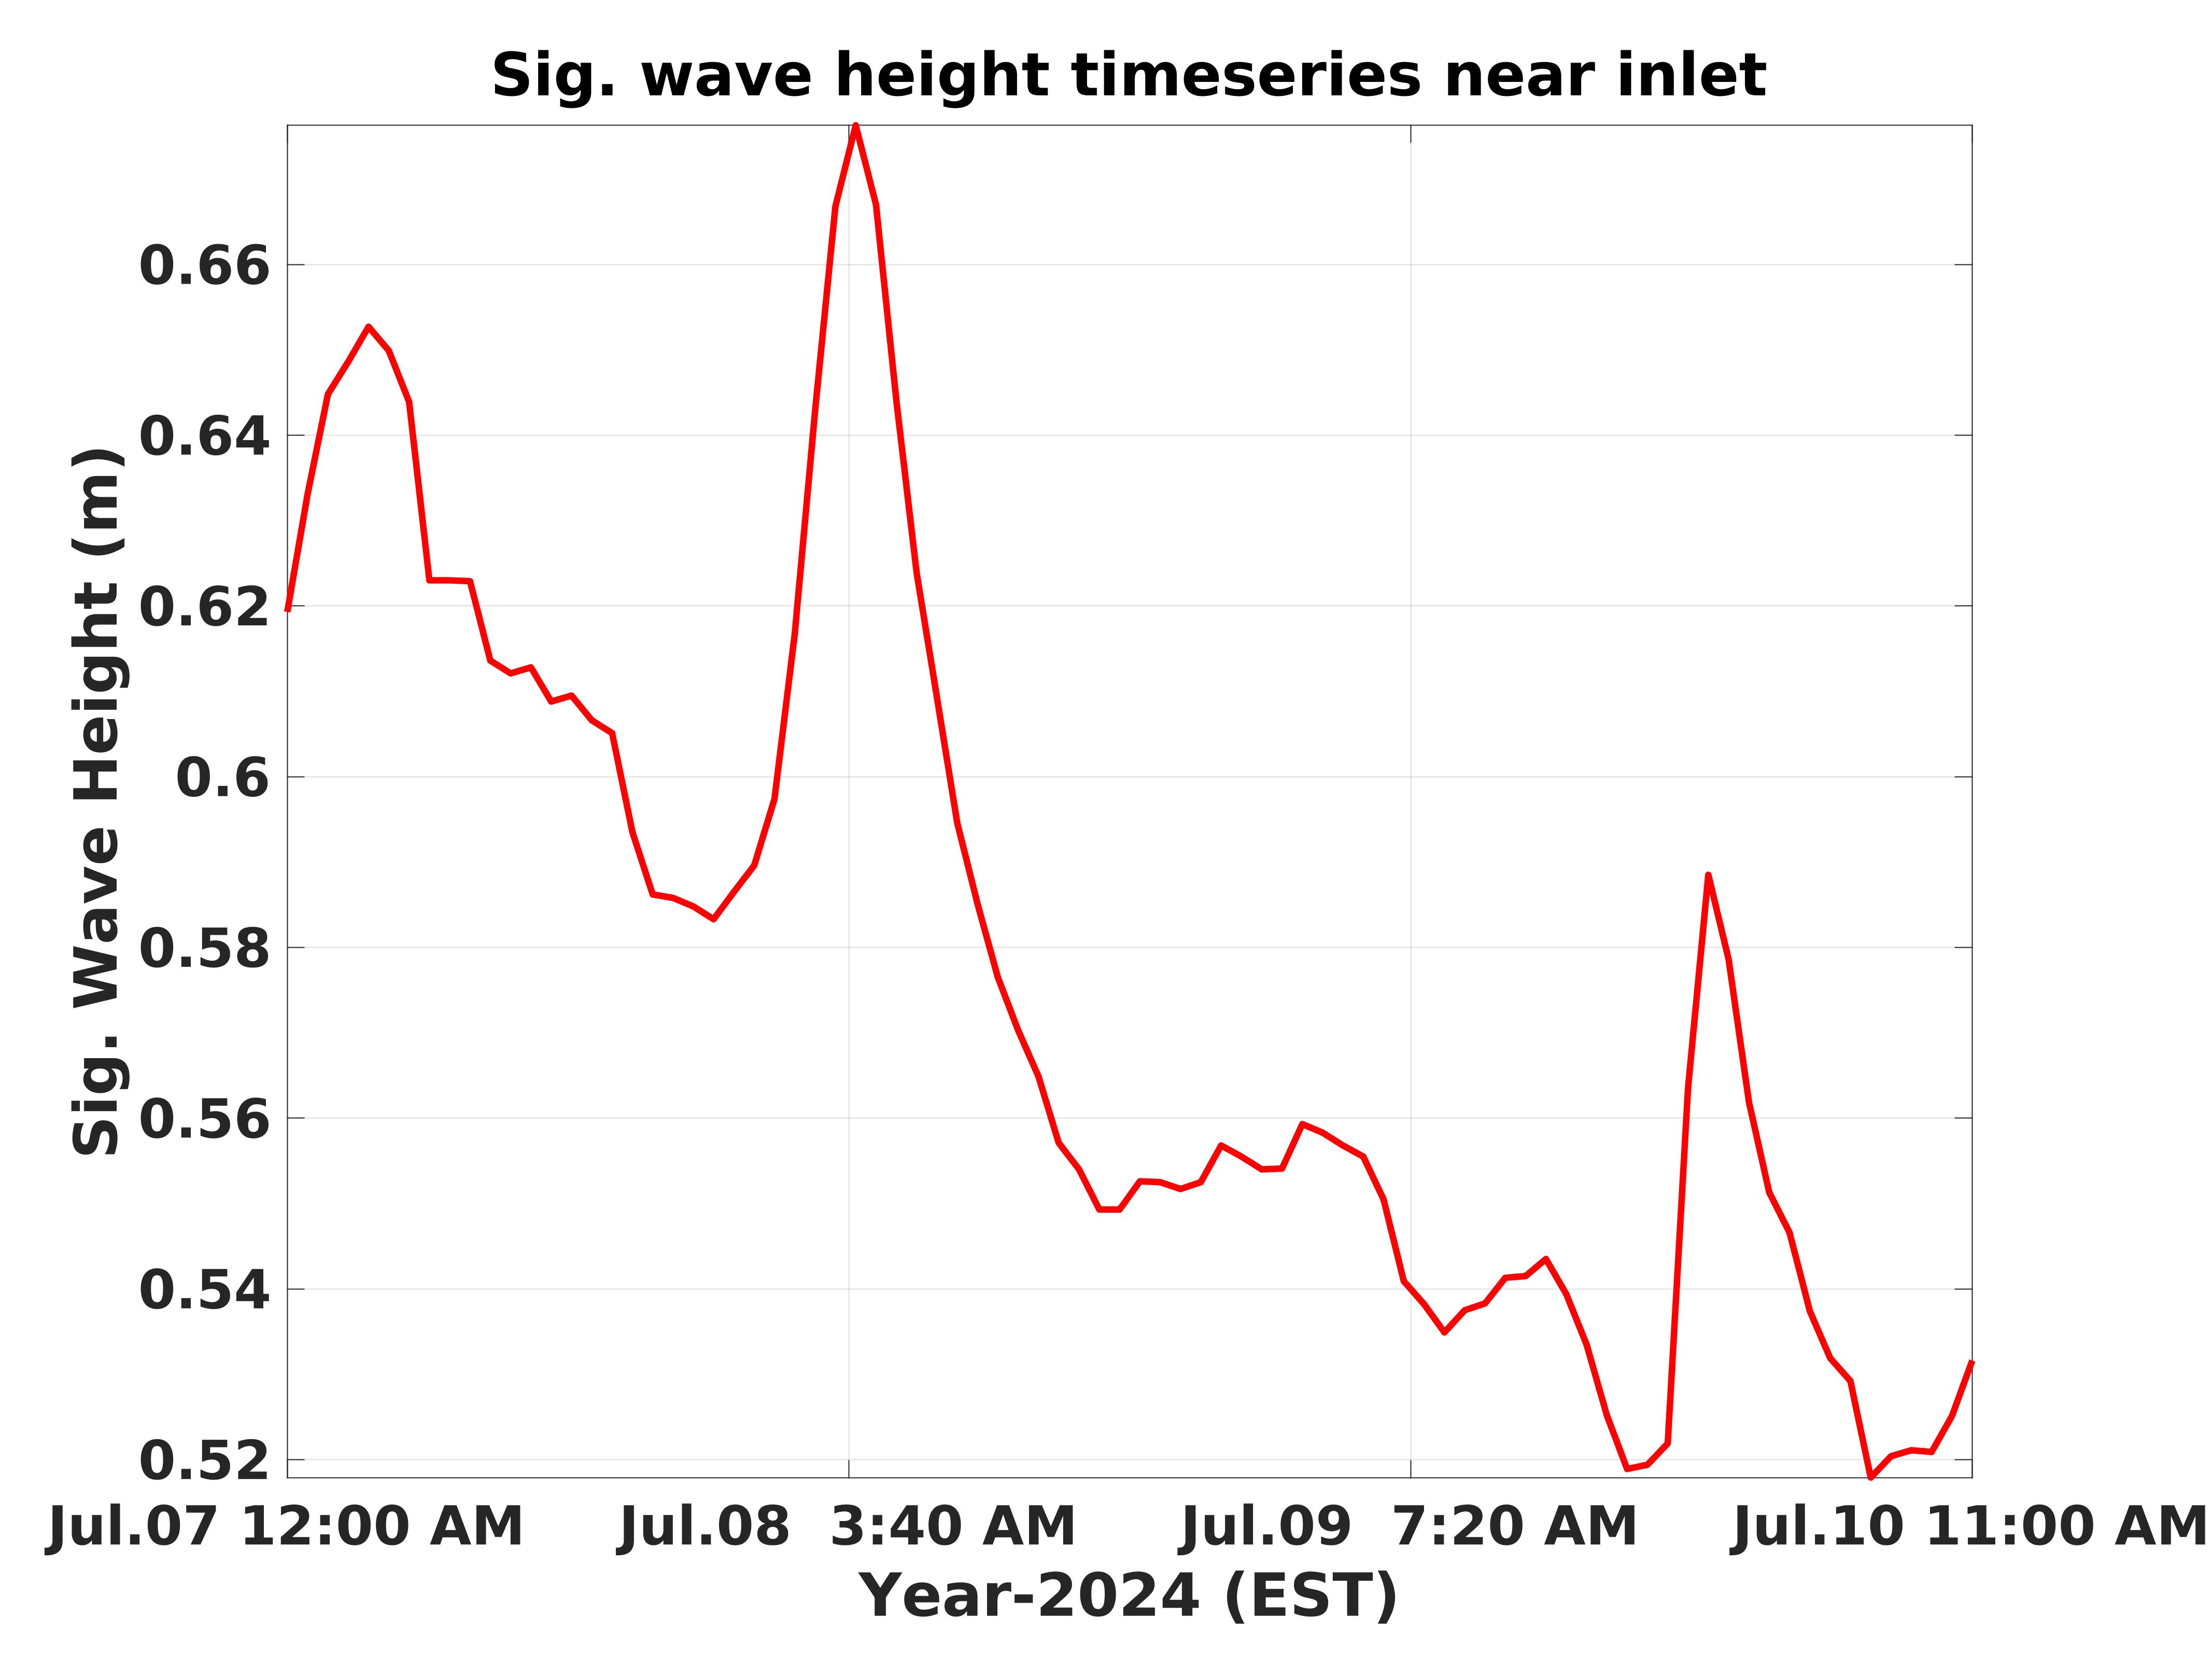 Sig. wave height timeseries near inlet
Sig. Wave Height (m)
0.66
0.64
0.62
0.6
0.58
0.56
0.54
0.52
Jul.07 12:00 AM Jul.08 3:40 AM Jul.09 7:20 AM Jul.10 11:00 AM
Year-2024 (EST)